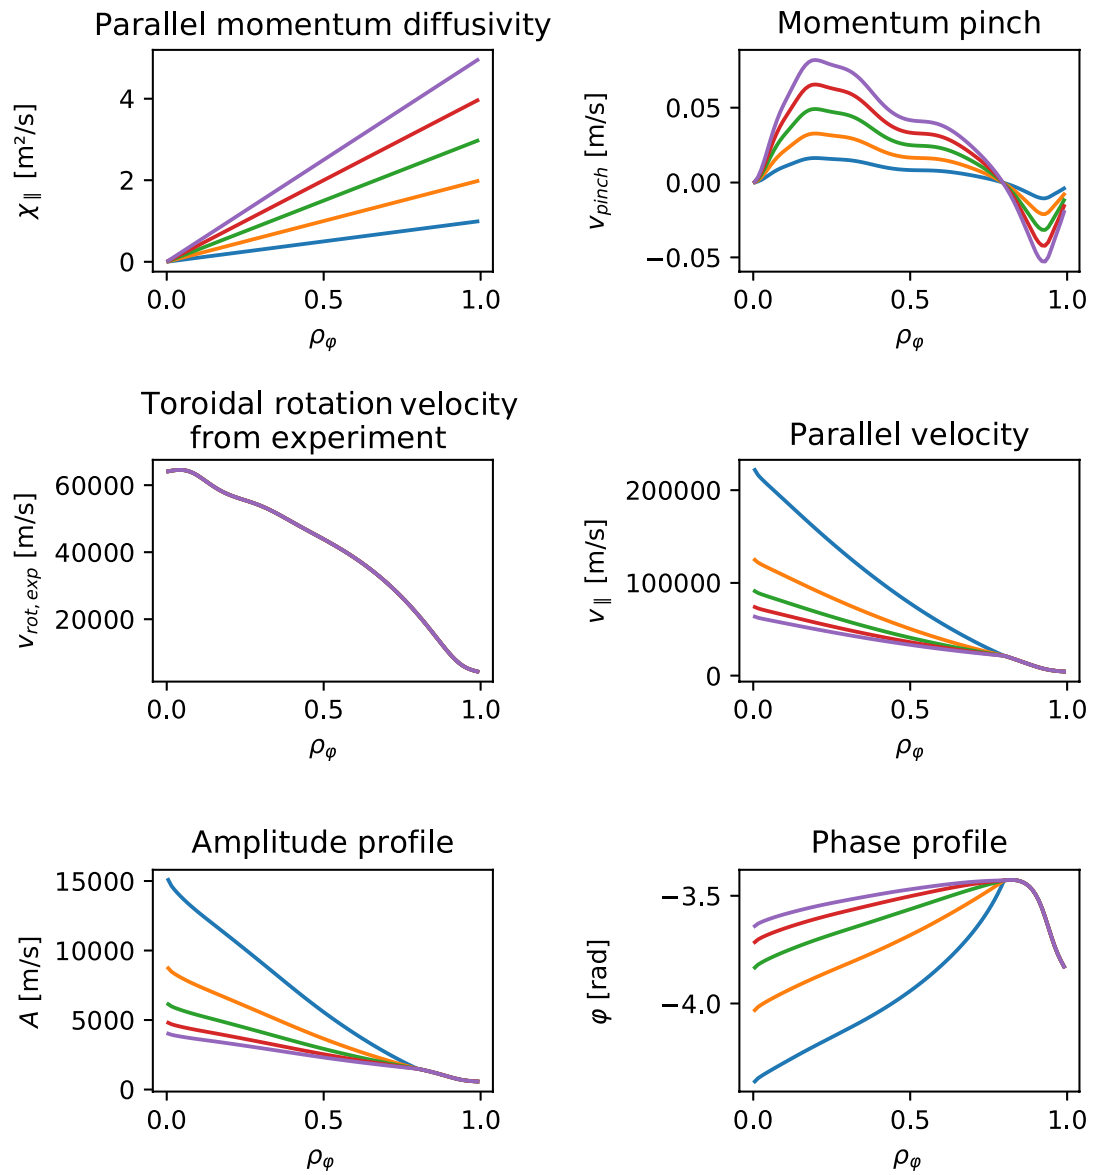 Parallel momentum diffusivity
χ∥ [m²/s]
4
2
0
0.0 0.5 1.0
ρφ
Momentum pinch
vpinch [m/s]
0.05
0.00
−0.05
0.0 0.5 1.0
ρφ
Toroidal rotation velocity
from experiment
vrot, exp [m/s]
60000
40000
20000
0.0 0.5 1.0
ρφ
Parallel velocity
v∥ [m/s]
200000
100000
0
0.0 0.5 1.0
ρφ
Amplitude profile
A [m/s]
15000
10000
5000
0
0.0 0.5 1.0
ρφ
Phase profile
φ [rad]
−3.5
−4.0
0.0 0.5 1.0
ρφ